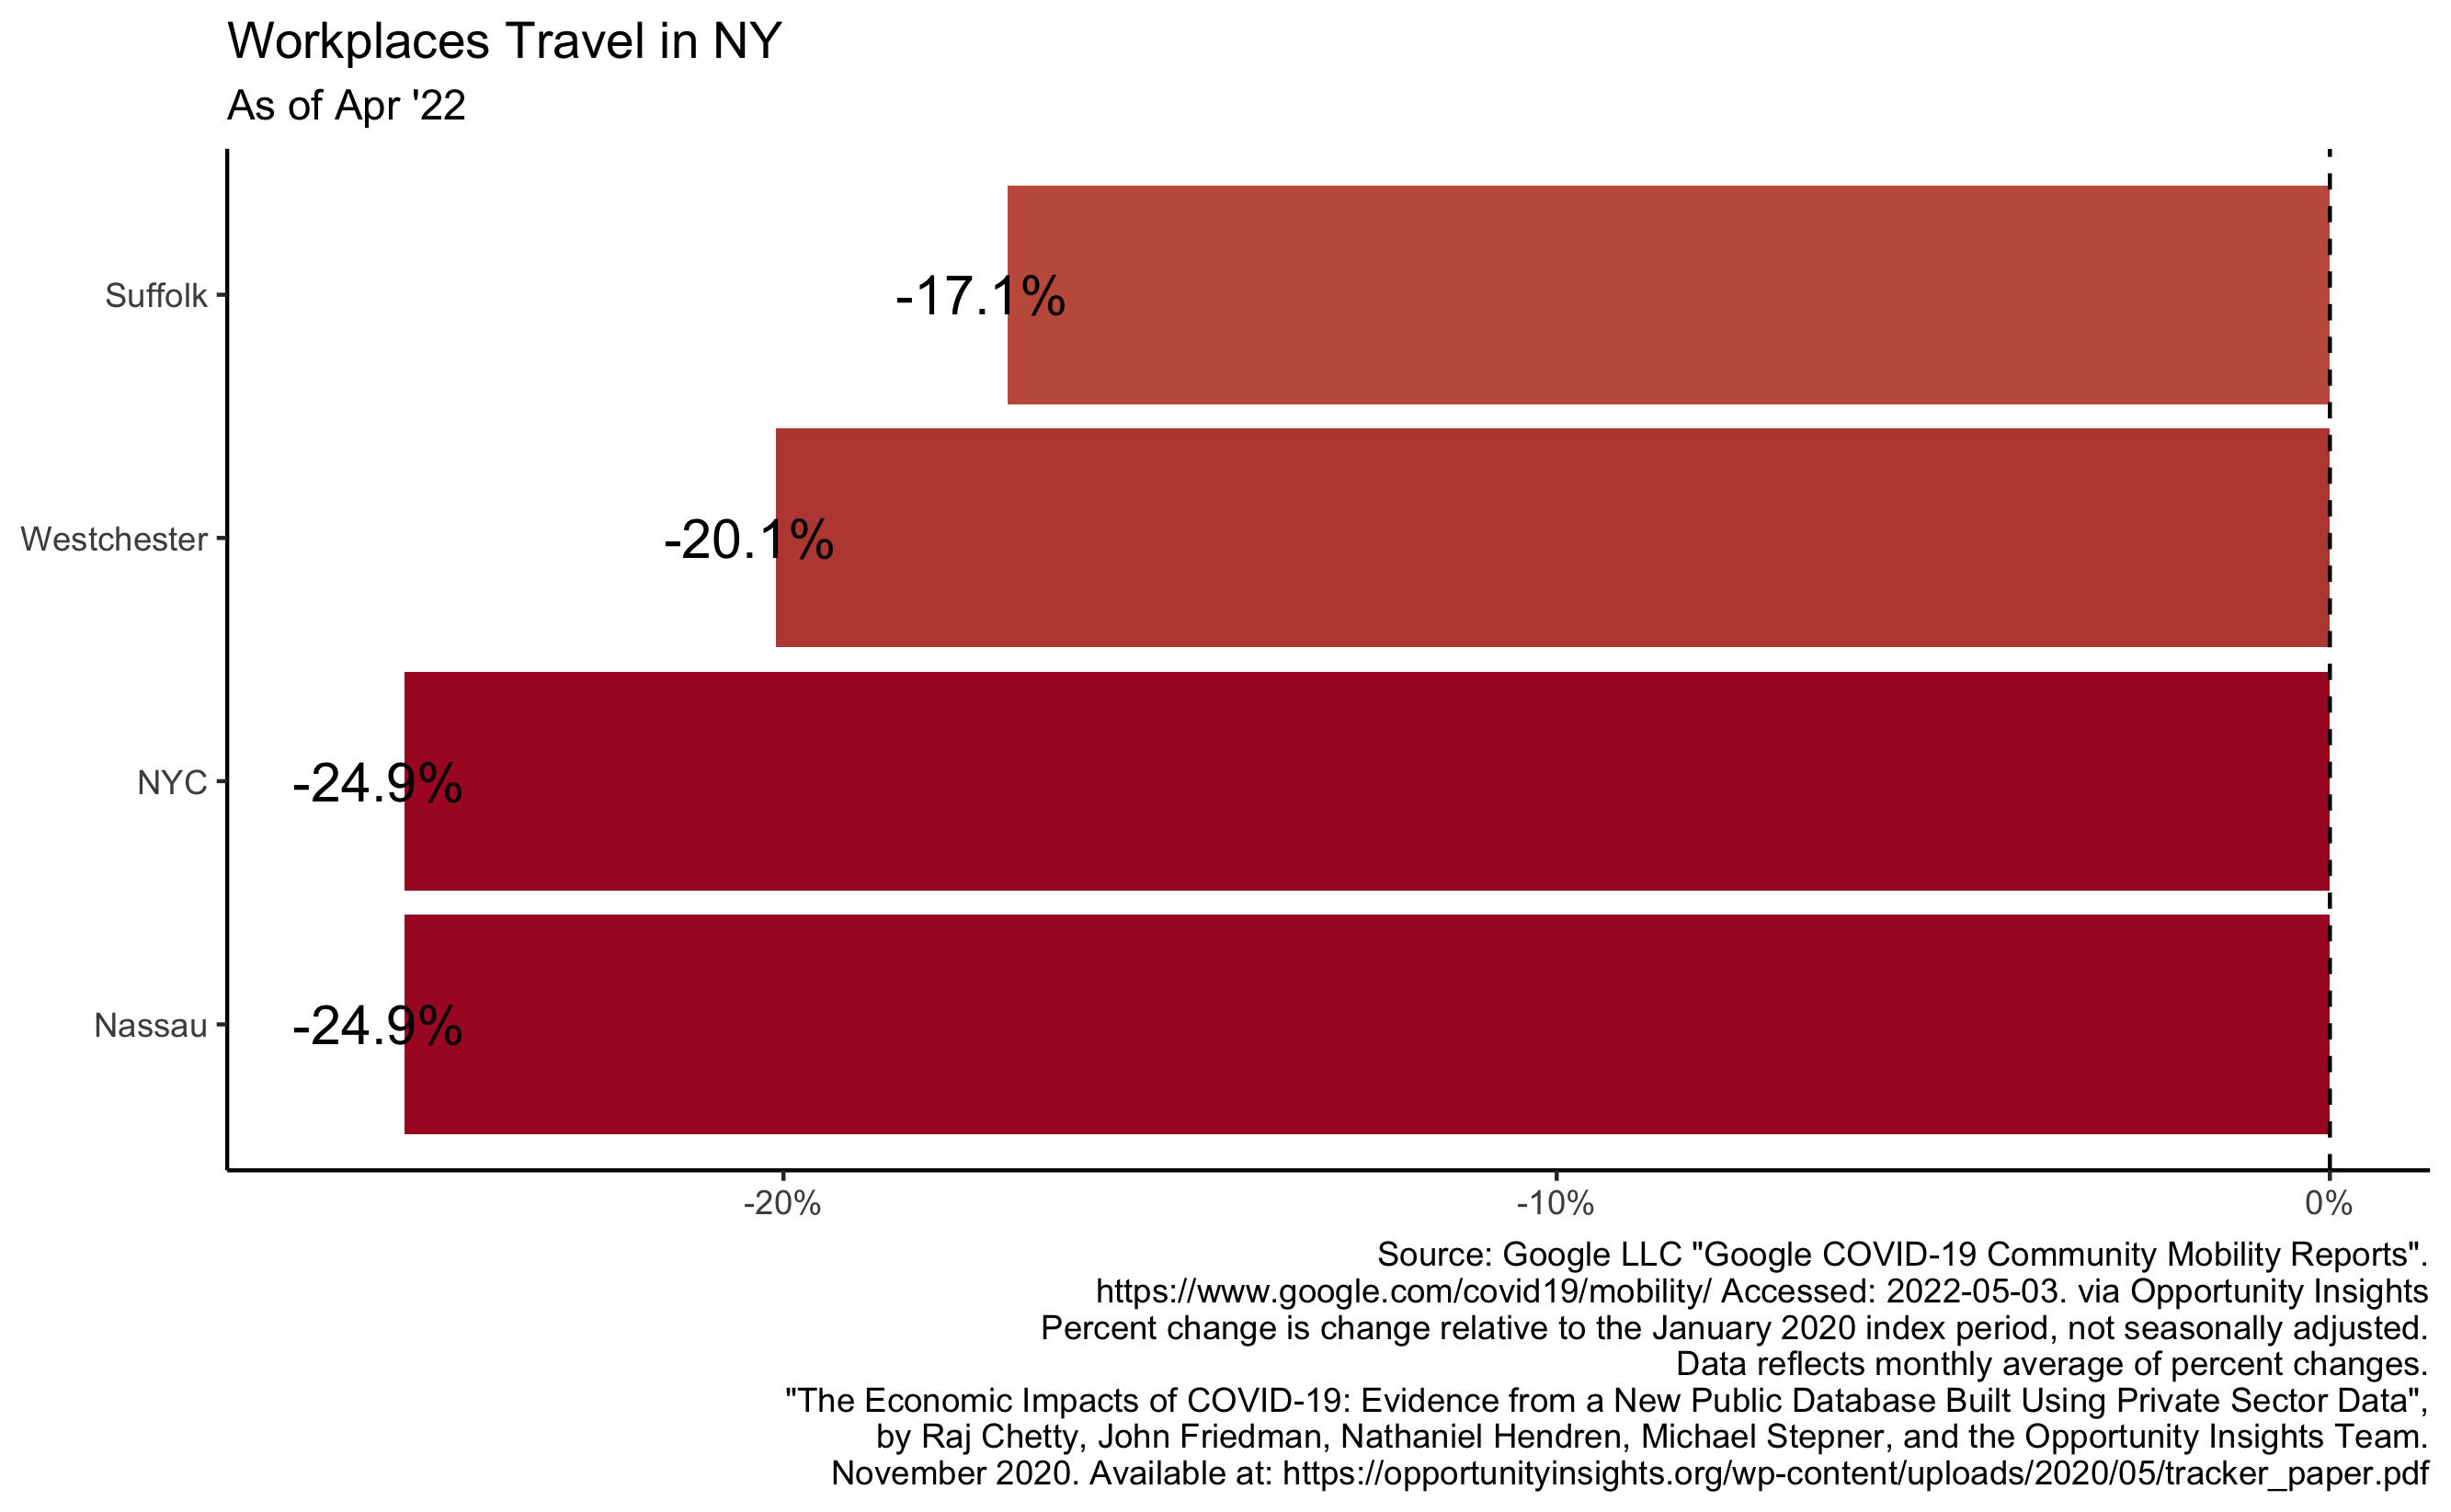 Workplaces Travel in NY
As of Apr '22
Suffolk
-17.1%
Westchester
-20.1%
NYC
-24.9%
Nassau
-24.9%
-20%
-10%
0%
Source: Google LLC "Google COVID-19 Community Mobility Reports".
https://www.google.com/covid19/mobility/ Accessed: 2022-05-03. via Opportunity Insights
Percent change is change relative to the January 2020 index period, not seasonally adjusted.
Data reflects monthly average of percent changes.
"The Economic Impacts of COVID-19: Evidence from a New Public Database Built Using Private Sector Data",
by Raj Chetty, John Friedman, Nathaniel Hendren, Michael Stepner, and the Opportunity Insights Team.
November 2020. Available at: https://opportunityinsights.org/wp-content/uploads/2020/05/tracker_paper.pdf